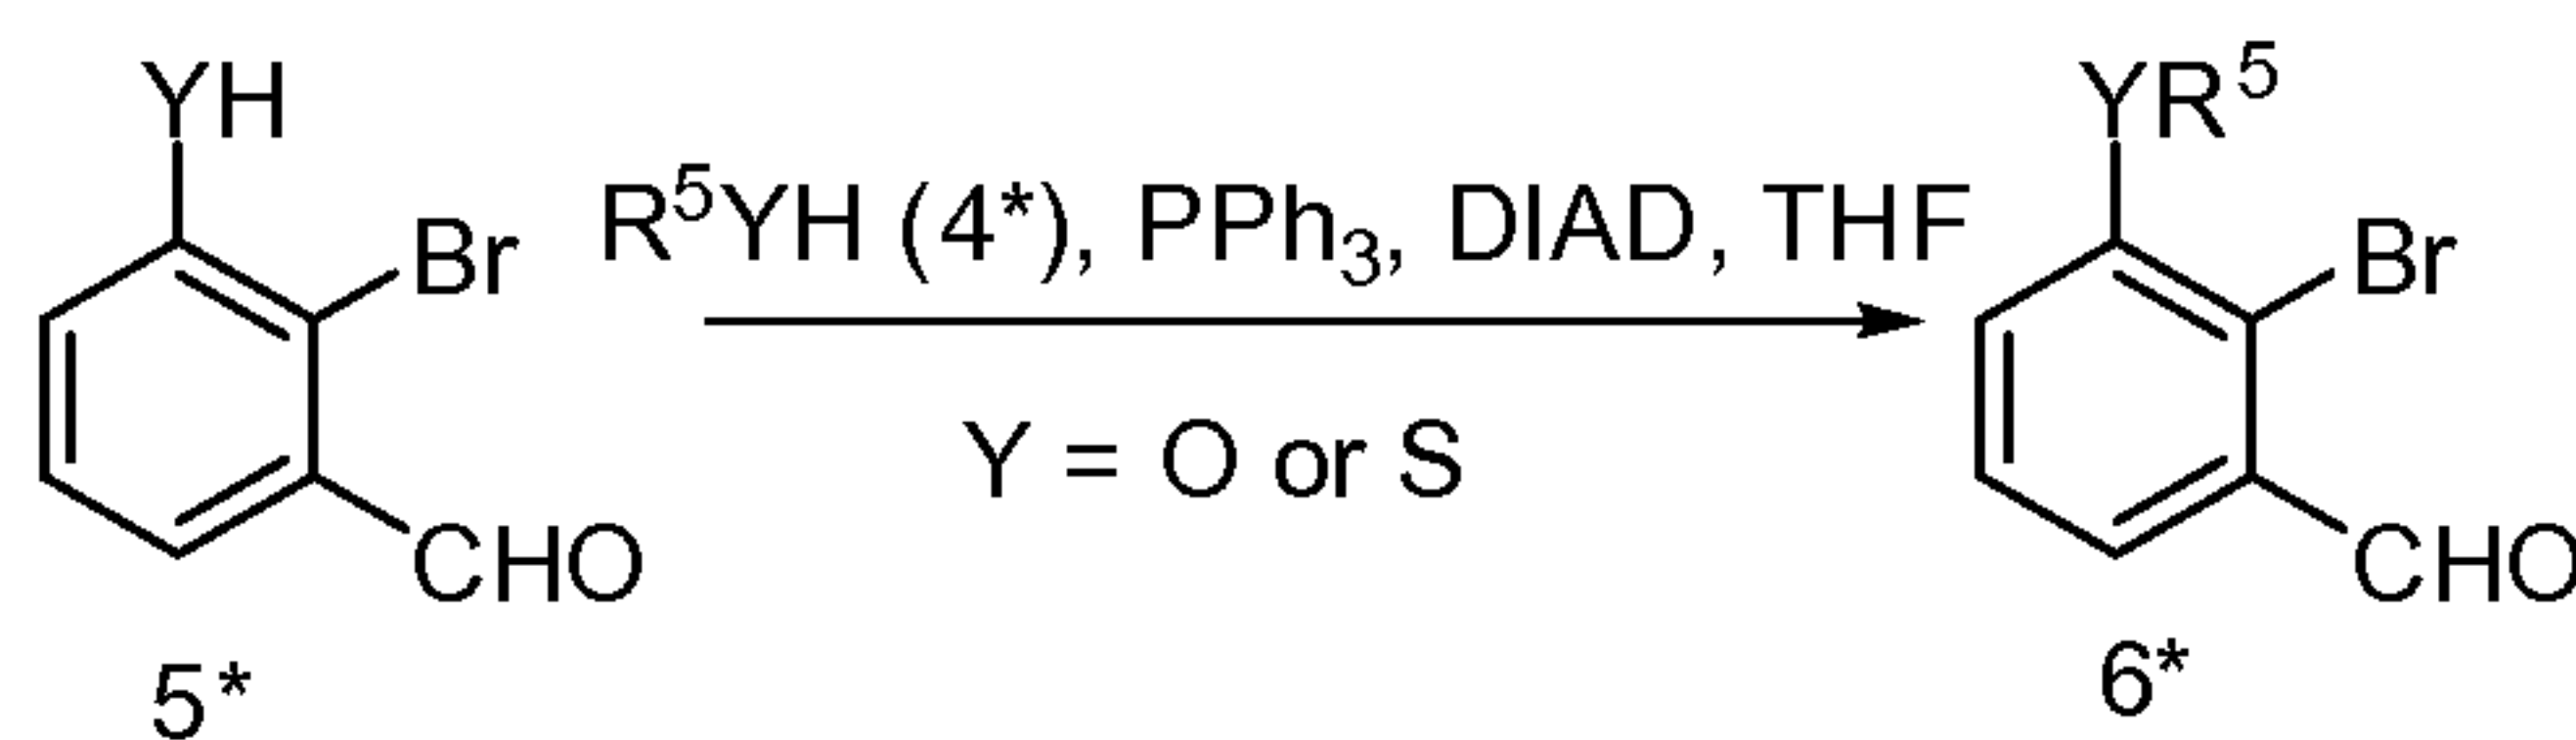 YH
Br
CHO
5*
R⁵YH (4*), PPh₃, DIAD, THF
Y = O or S
YR⁵
Br
CHO
6*